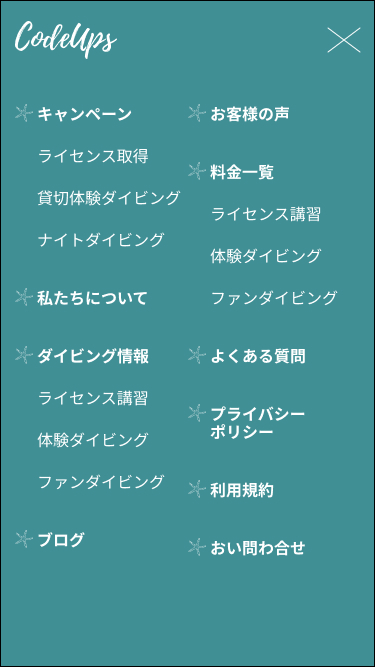 CodeUps
キャンペーン
ライセンス取得
貸切体験ダイビング
ナイトダイビング
私たちについて
ダイビング情報
ライセンス講習
体験ダイビング
ファンダイビング
ブログ
お客様の声
料金一覧
ライセンス講習
体験ダイビング
ファンダイビング
よくある質問
プライバシー
ポリシー
利用規約
おい問わ合せ